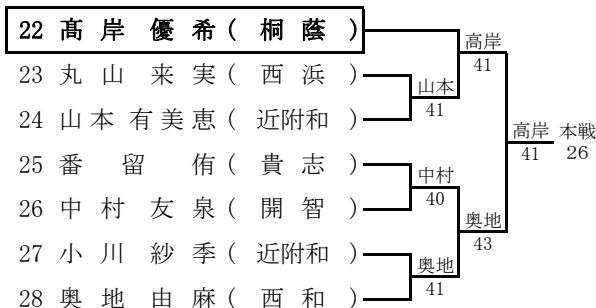 22 髙岸 優希(桐蔭)
23 丸山 来実(西浜)
24 山本 有美恵(近附和)
25 番留 侑(貴志)
26 中村 友泉(開智)
27 小川 紗季(近附和)
28 奥地 由麻(西和)
山本
41
中村
40
奥地
41
高岸
41
奥地
43
高岸
41
本戦
26